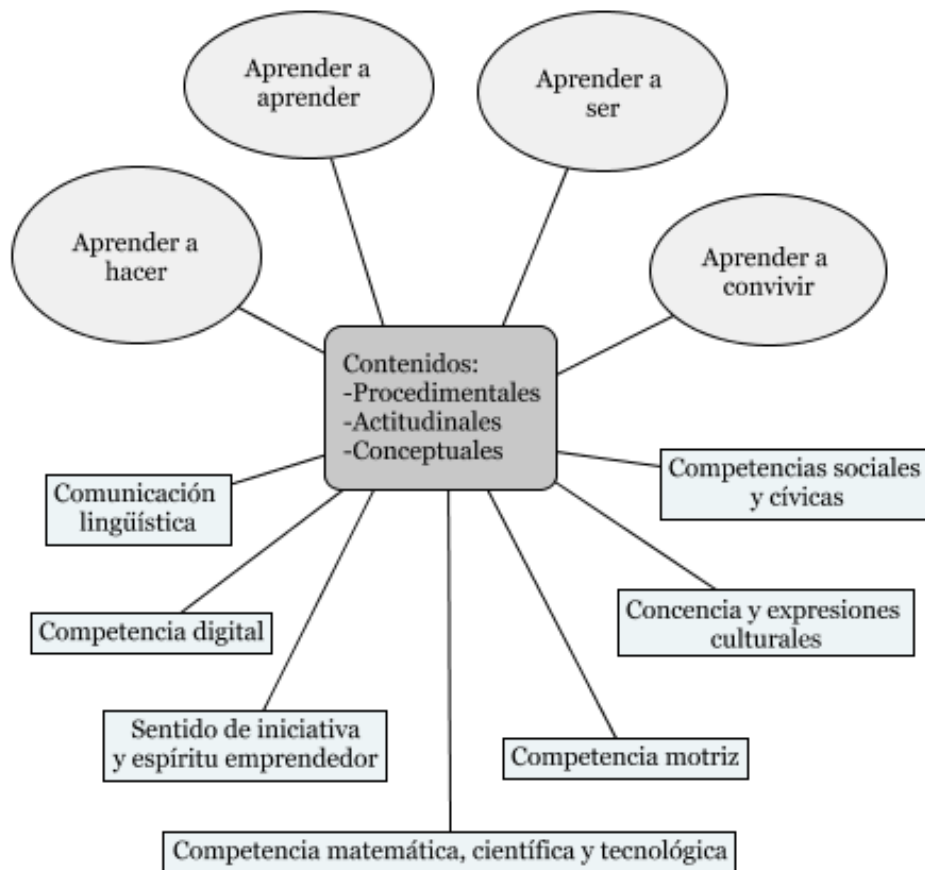 Aprender a
aprender
Aprender a
ser
Aprender a
hacer
Aprender a
convivir
Contenidos:
-Procedimentales
-Actitudinales
-Conceptuales
Comunicación
lingüística
Competencias sociales
y cívicas
Competencia digital
Concencia y expresiones
culturales
Sentido de iniciativa
y espíritu emprendedor
Competencia motriz
Competencia matemática, científica y tecnológica